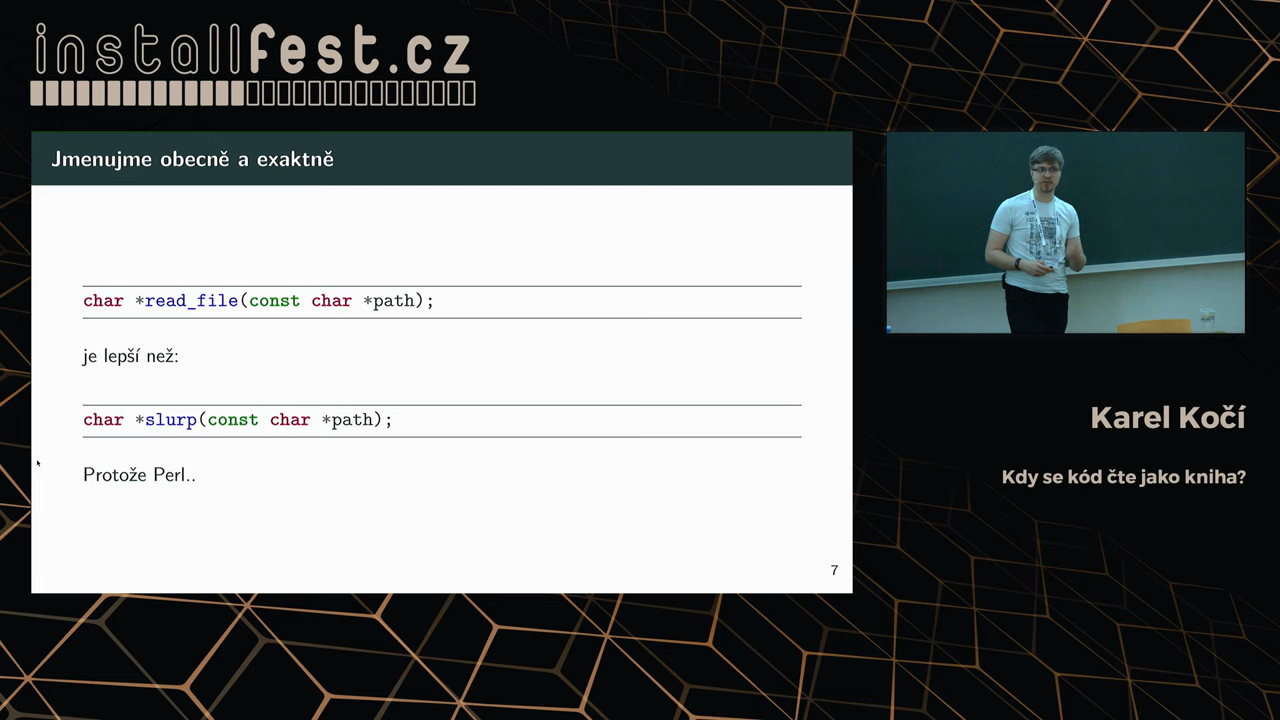 installfest.cz
Jmenujme obecně a exaktně
char *read_file(const char *path);
je lepší než:
char *slurp(const char *path);
Protože Perl..
7
Karel Kočí
Kdy se kód čte jako kniha?